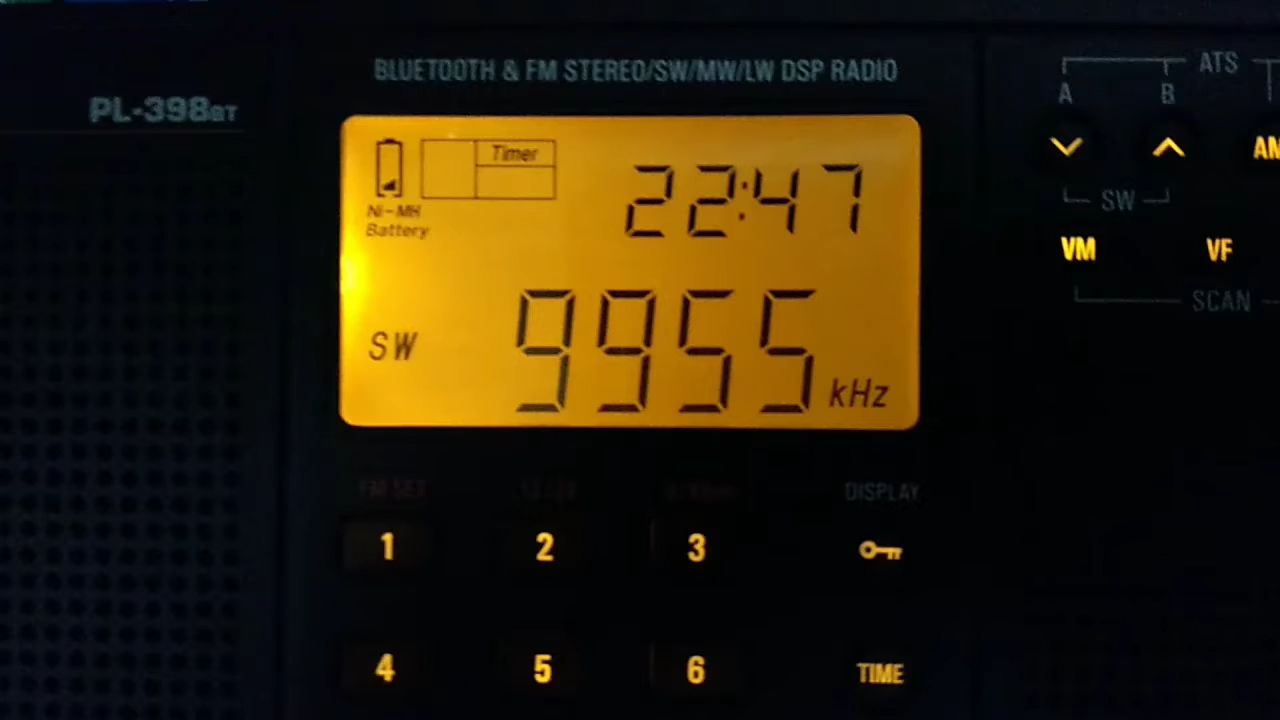 BLUETOOTH & FM STEREO/SW/MW/LW DSP RADIO
PL-398BT
Timer
22:47
Ni-MH
Battery
SW
9955
kHz
ATS
A
B
AM
SW
VM
VF
SCAN
FM SET
DISPLAY
1
2
3
4
5
6
TIME